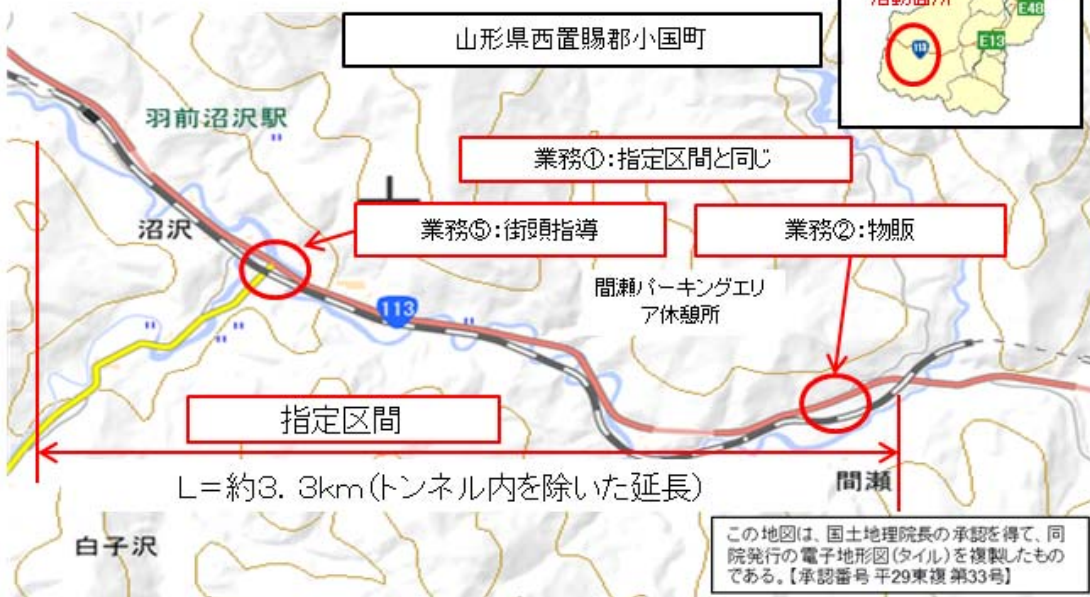 活動箇所
E48
113
E13
山形県西置賜郡小国町
羽前沼沢駅
業務①:指定区間と同じ
沼沢
業務⑤:街頭指導
業務②:物販
間瀬パーキングエリ
ア休憩所
113
指定区間
L=約3.3km(トンネル内を除いた延長)
間瀬
白子沢
この地図は、国土地理院長の承認を得て、同
院発行の電子地形図(タイル)を複製したもの
である。【承認番号 平29東複 第33号】